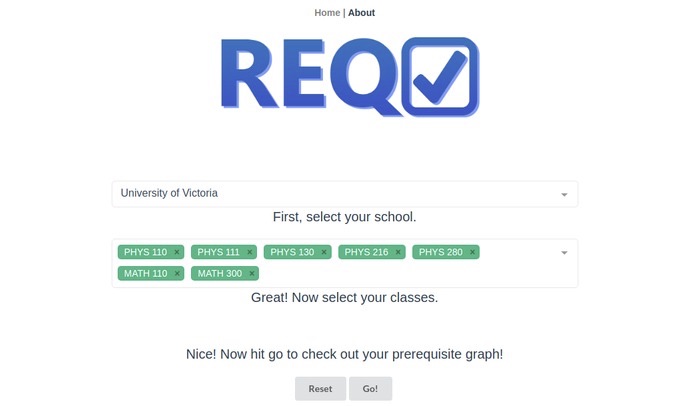 Home | About
REQ
University of Victoria
First, select your school.
PHYS 110 × PHYS 111 × PHYS 130 × PHYS 216 × PHYS 280 ×
MATH 110 × MATH 300 ×
Great! Now select your classes.
Nice! Now hit go to check out your prerequisite graph!
Reset Go!